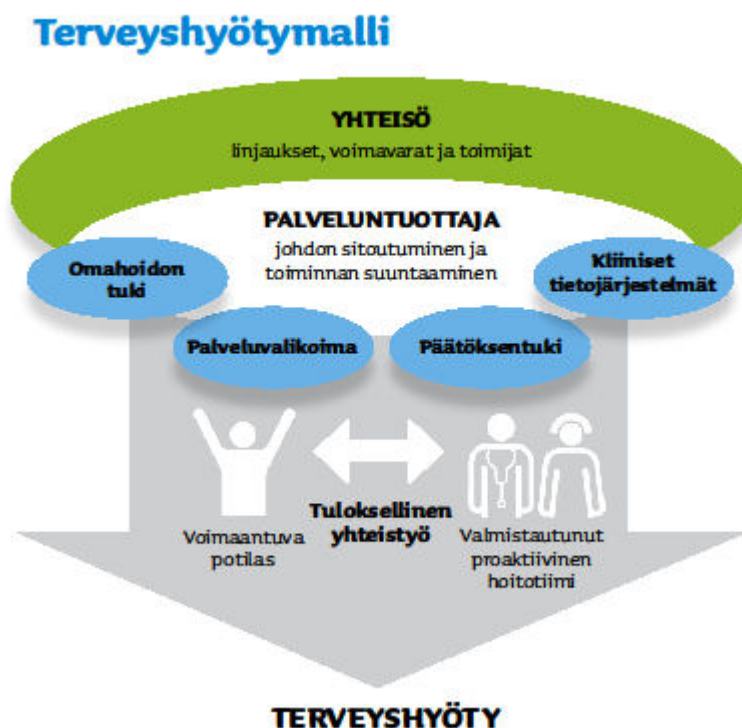 Terveyshyötymalli
YHTEISÖ
linjaukset, voimavarat ja toimijat
PALVELUNTUOTTAJA
johdon sitoutuminen ja
toiminnan suuntaaminen
Omahoidon
tuki
Kliiniset
tietojärjestelmät
Palveluvalikoima
Päätöksentuki
Tuloksellinen
yhteistyö
Voimaantuva
potilas
Valmistautunut
proaktiivinen
hoitotiimi
TERVEYSHYÖTY